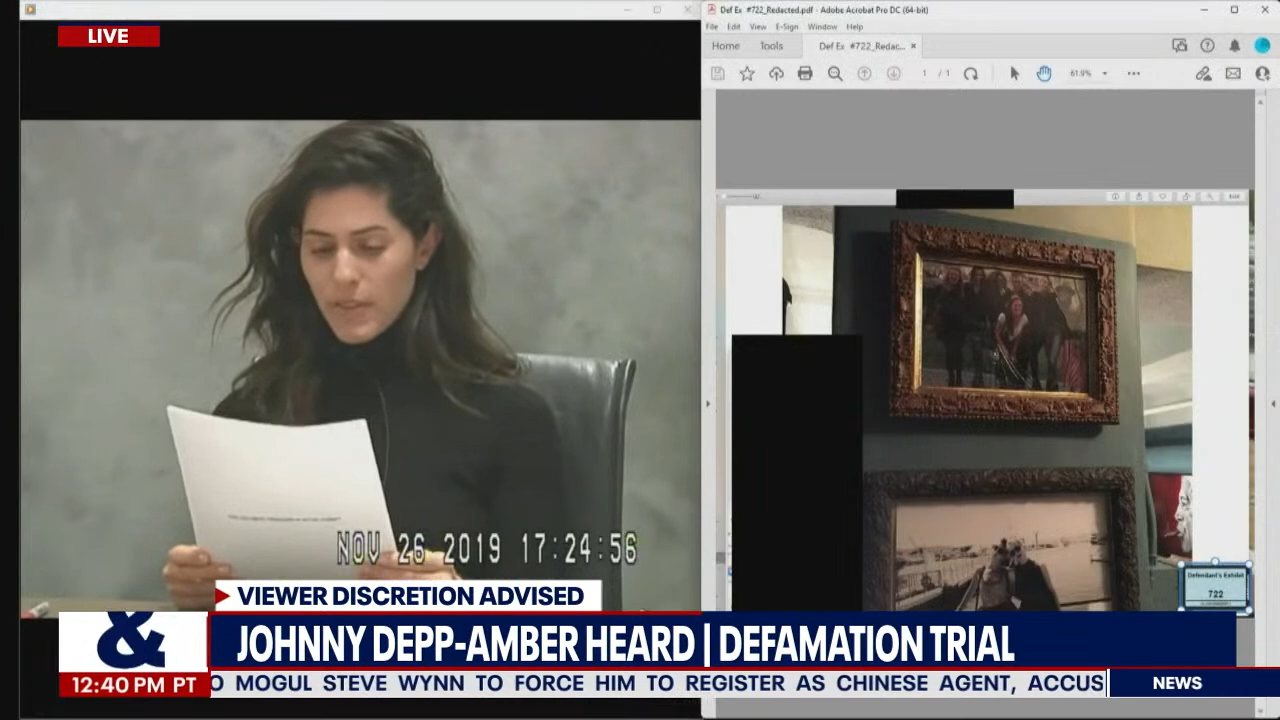 LIVE
Def Ex #722_Redacted.pdf - Adobe Acrobat Pro DC (64-bit)
File Edit View E-Sign Window Help
Home Tools Def Ex #722_Redac... ×
1 / 1 61.9%
NOV 26 2019 17:24:56
Defendant's Exhibit
722
VIEWER DISCRETION ADVISED
&
JOHNNY DEPP-AMBER HEARD | DEFAMATION TRIAL
12:40 PM PT
O MOGUL STEVE WYNN TO FORCE HIM TO REGISTER AS CHINESE AGENT, ACCUS
NEWS